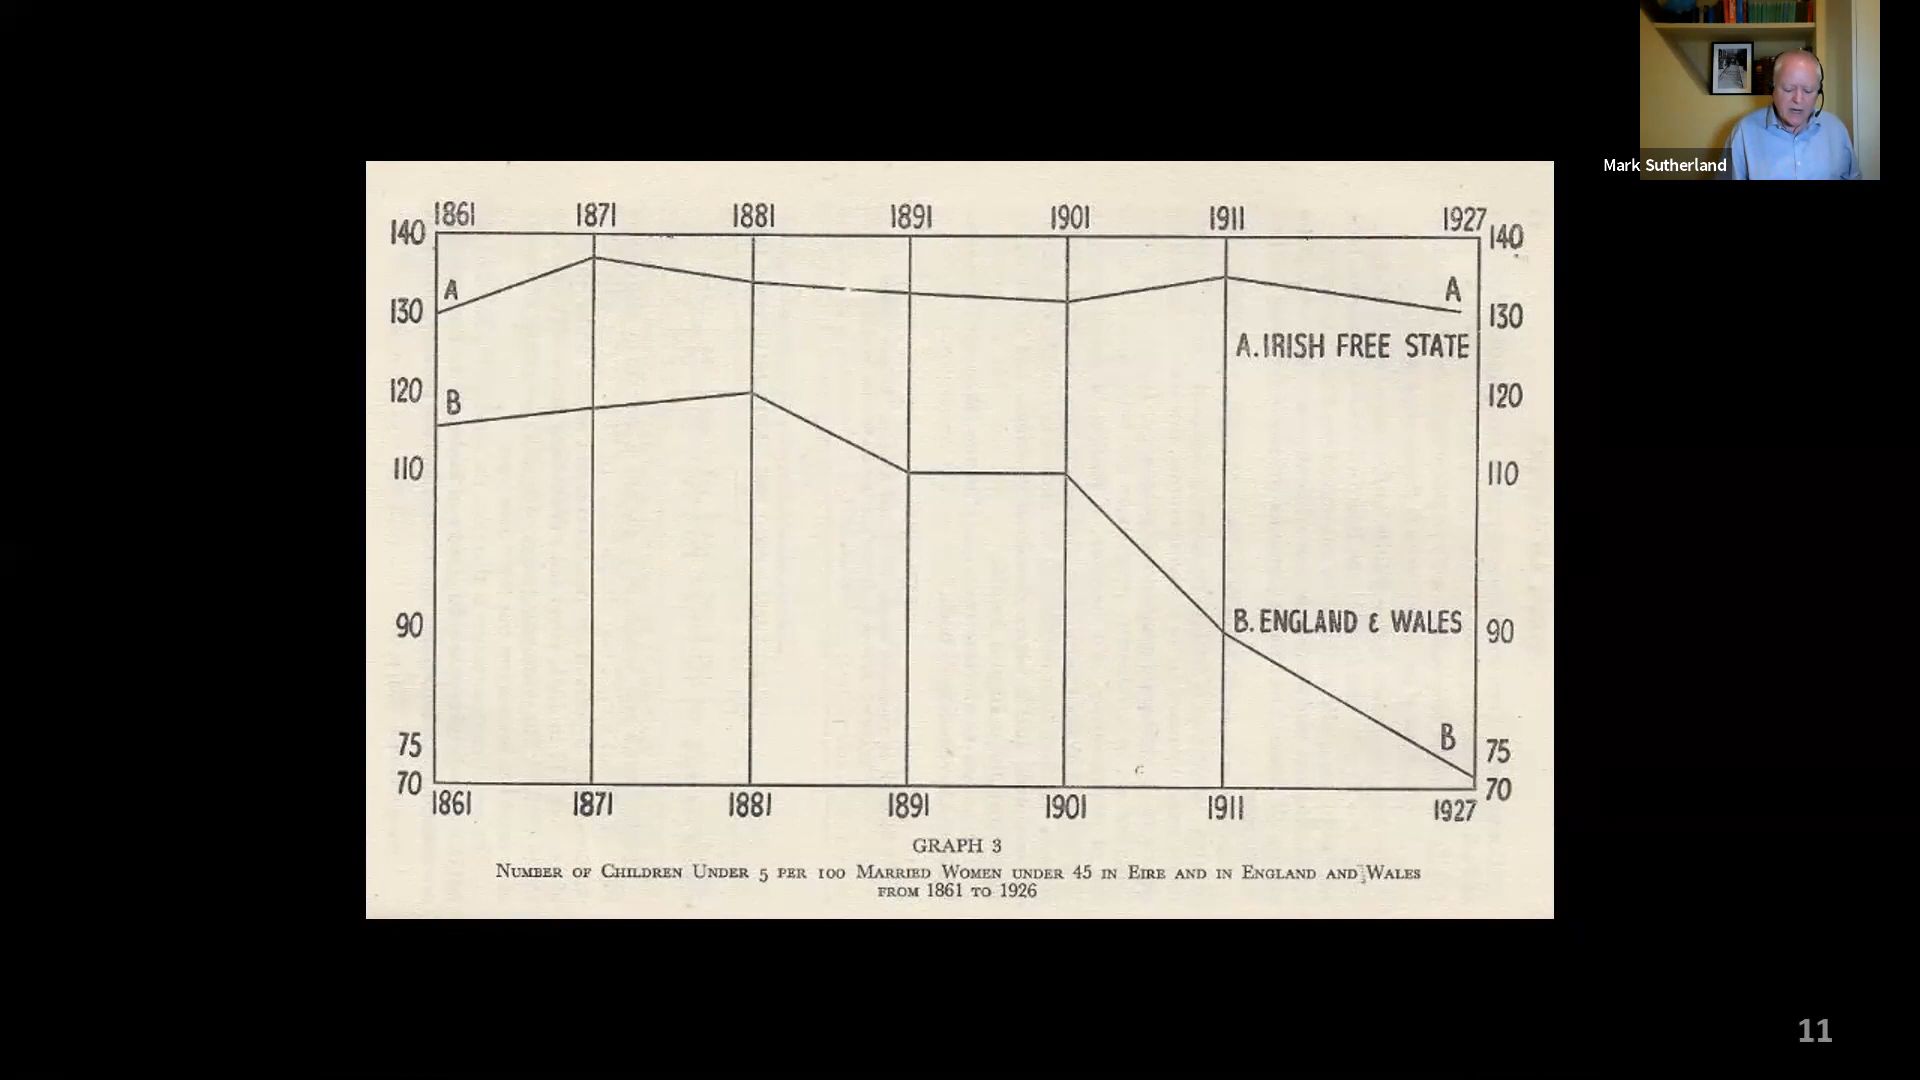 Mark Sutherland
1861 1871 1881 1891 1901 1911 1927
140 140
A A
130 130
A. IRISH FREE STATE
120 120
B
110 110
B. ENGLAND & WALES
90 90
B
75 75
70 70
1861 1871 1881 1891 1901 1911 1927
GRAPH 3
NUMBER OF CHILDREN UNDER 5 PER 100 MARRIED WOMEN UNDER 45 IN EIRE AND IN ENGLAND AND WALES
FROM 1861 TO 1926
11